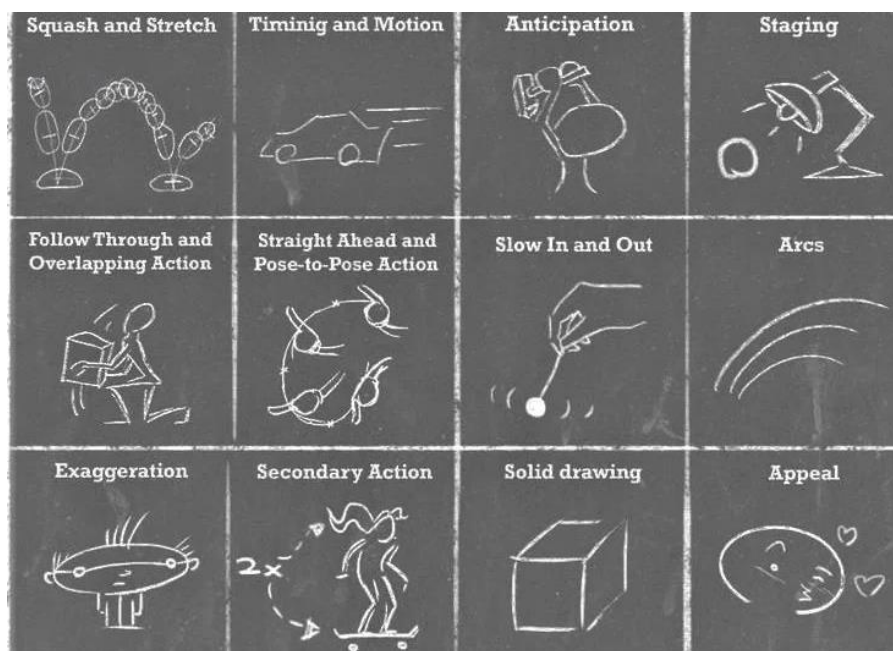 Squash and Stretch
Timinig and Motion
Anticipation
Staging
Follow Through and
Overlapping Action
Straight Ahead and
Pose-to-Pose Action
Slow In and Out
Arcs
Exaggeration
Secondary Action
Solid drawing
Appeal
2x